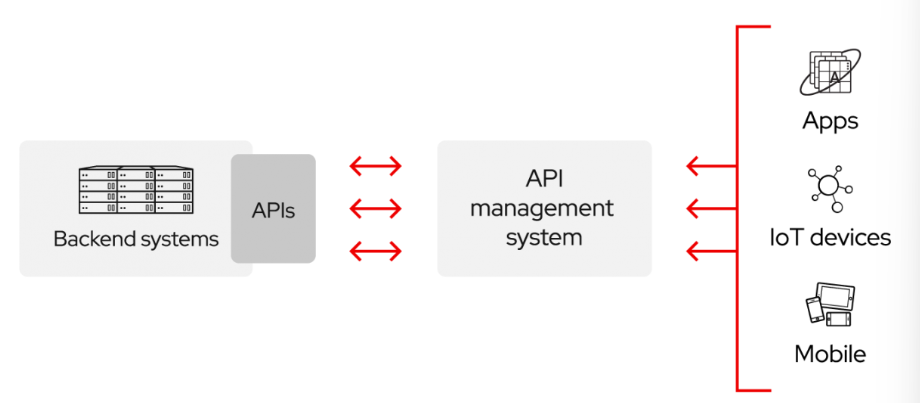 Backend systems
APIs
API
management
system
A
Apps
IoT devices
Mobile